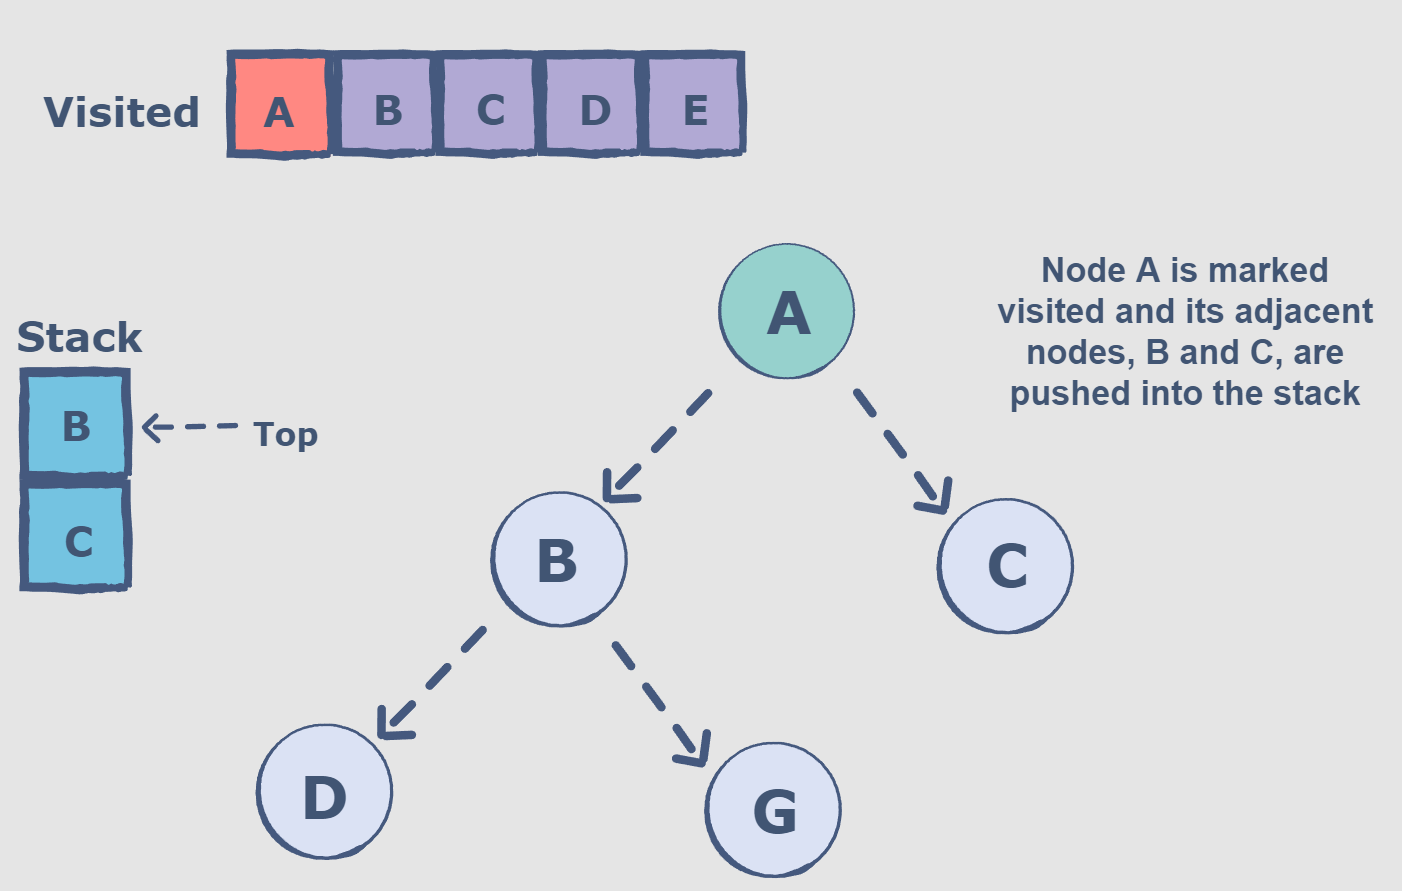 Visited
A B C D E
A
Node A is marked
visited and its adjacent
nodes, B and C, are
pushed into the stack
Stack
B
Top
C
B
C
D
G